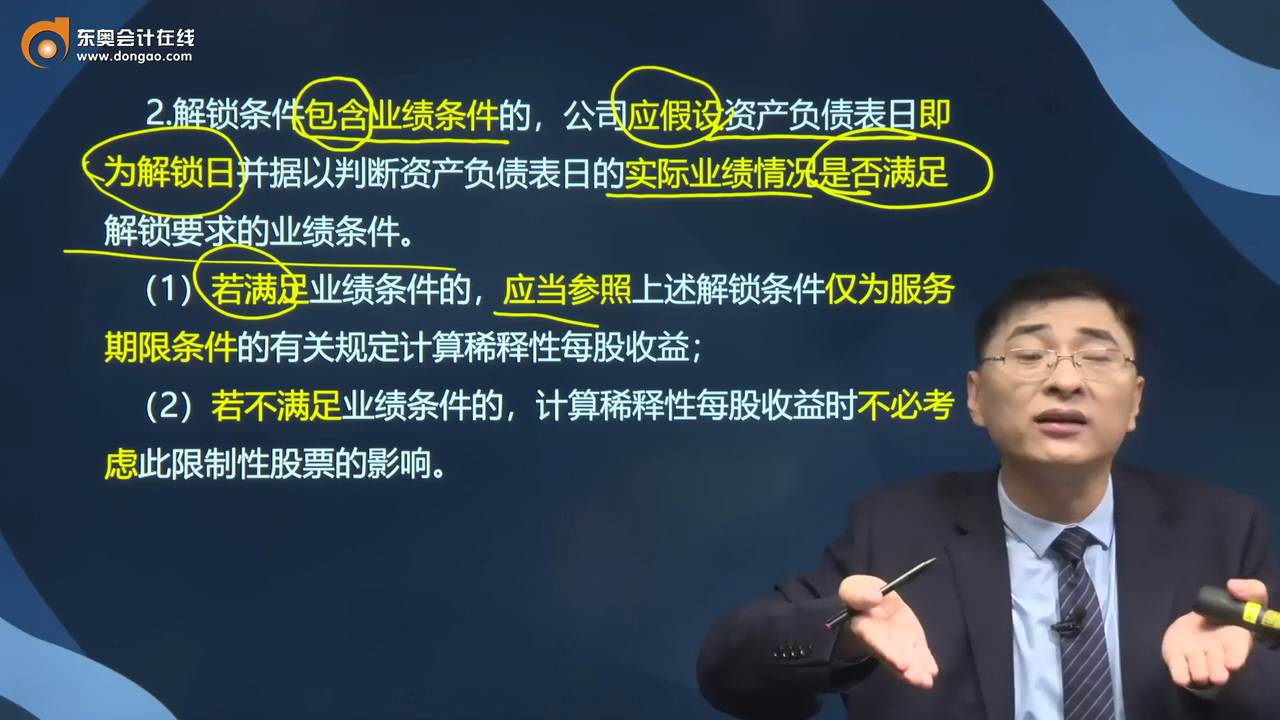 东奥会计在线
www.dongao.com
2.解锁条件包含业绩条件的，公司应假设资产负债表日即
为解锁日并据以判断资产负债表日的实际业绩情况是否满足
解锁要求的业绩条件。
（1）若满足业绩条件的，应当参照上述解锁条件仅为服务
期限条件的有关规定计算稀释性每股收益；
（2）若不满足业绩条件的，计算稀释性每股收益时不必考
虑此限制性股票的影响。